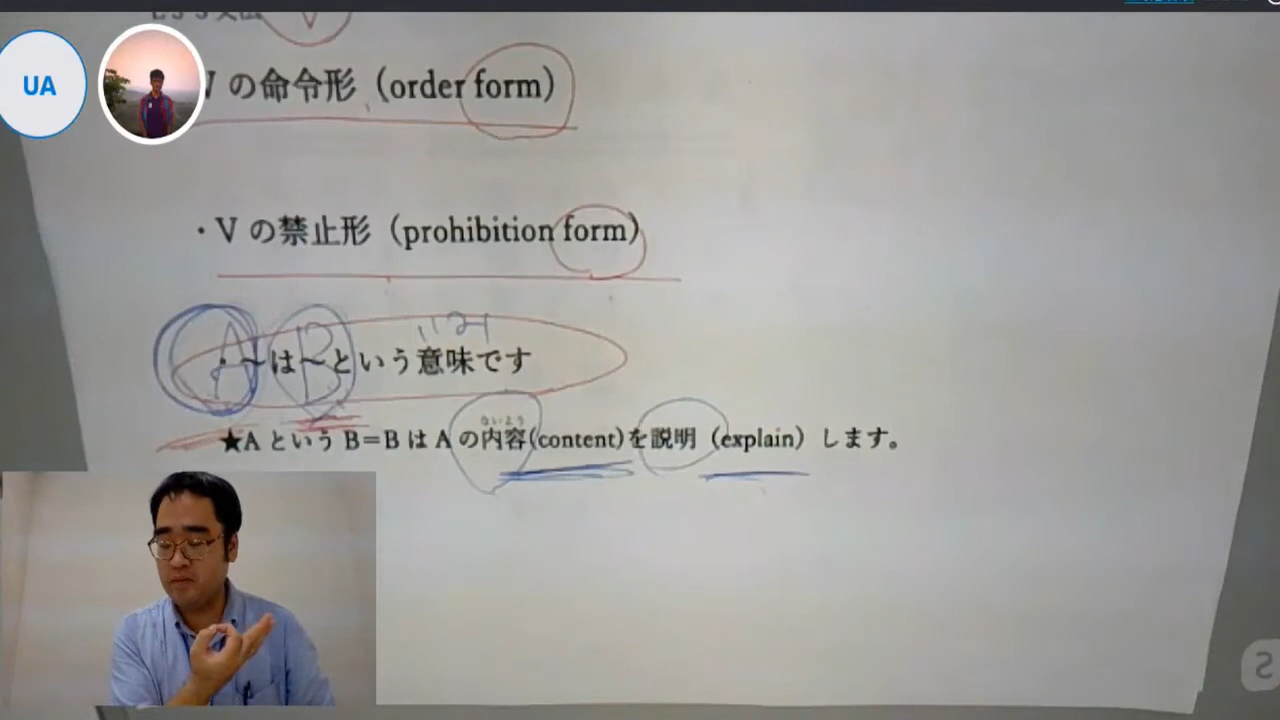 UA
V の命令形（order form）
・V の禁止形（prohibition form）
A B いみ
・～は～という意味です
ないよう
★A という B=B は A の内容(content)を説明（explain）します。